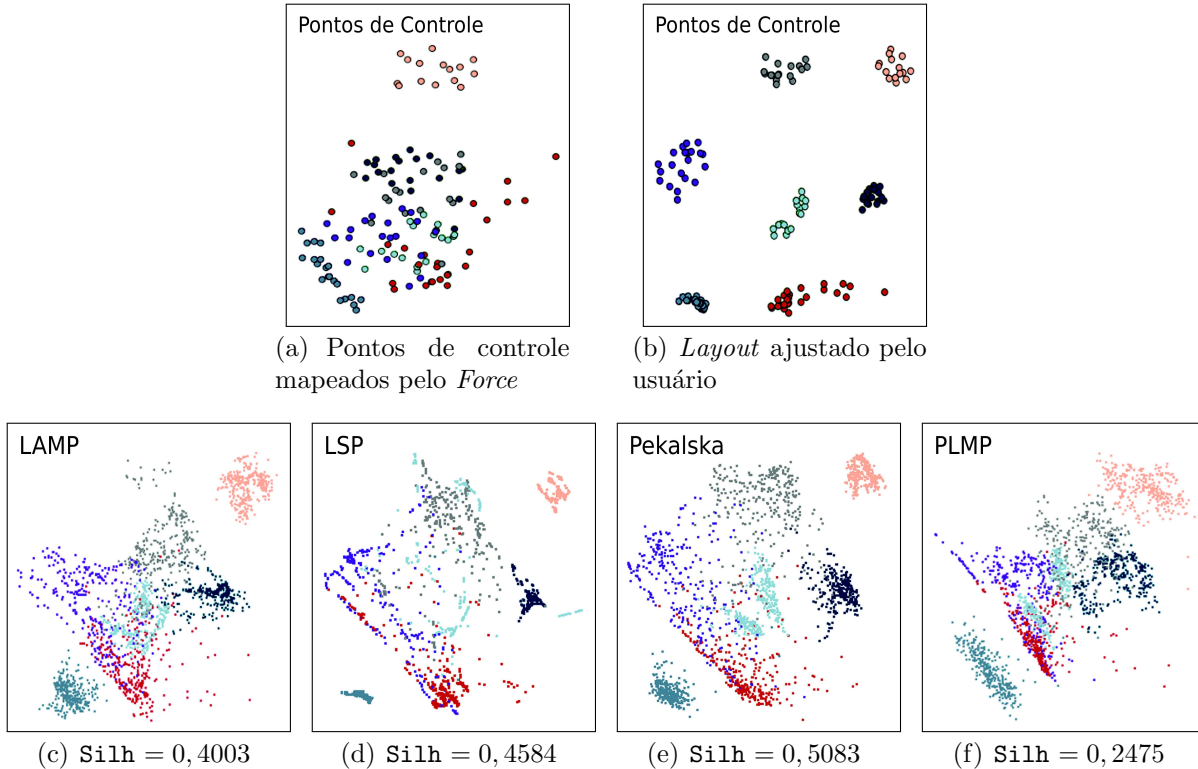 Pontos de Controle
Pontos de Controle
(a) Pontos de controle
mapeados pelo Force
(b) Layout ajustado pelo
usuário
LAMP
LSP
Pekalska
PLMP
(c) Silh = 0, 4003
(d) Silh = 0, 4584
(e) Silh = 0, 5083
(f) Silh = 0, 2475